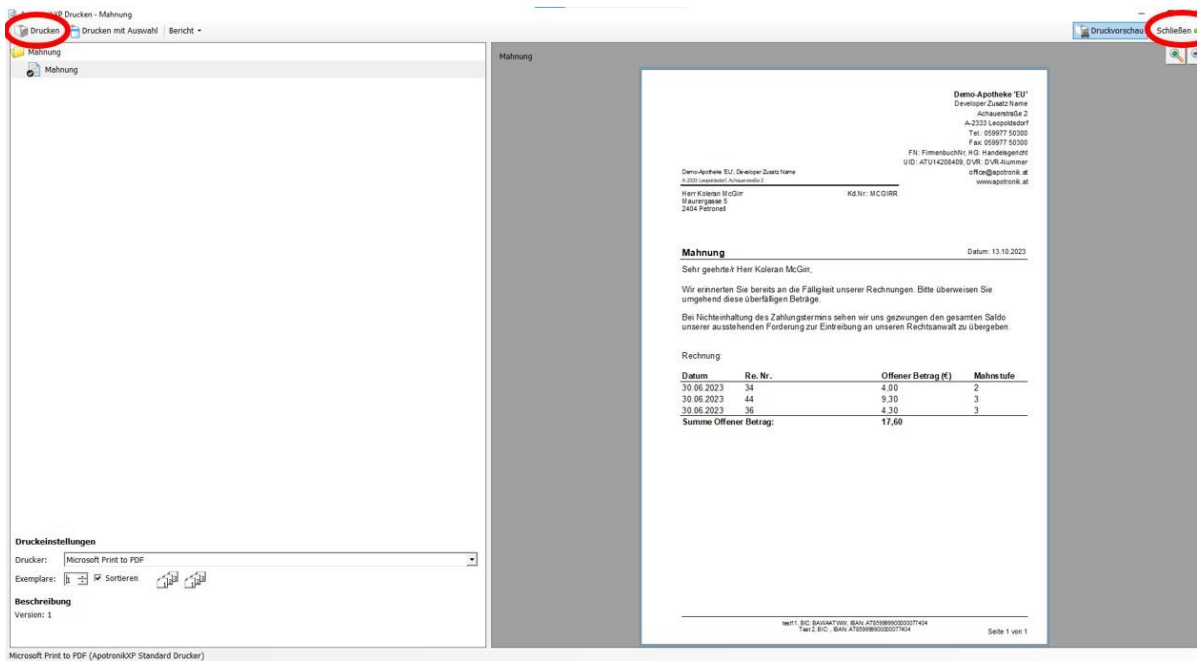 ApotronikXP Drucken - Mahnung
Drucken Drucken mit Auswahl Bericht
Druckvorschau Schließen
Mahnung
Mahnung
Mahnung
Demo-Apotheke 'EU'
Developer Zusatz Name
Achauerstraße 2
A-2333 Leopoldsdorf
Tel.: 059977 50300
Fax: 059977 50300
FN: FirmenbuchNr, HG: Handelsgericht
UID: ATU14208409, DVR: DVR-Nummer
office@apotronik.at
www.apotronik.at
Demo-Apotheke 'EU', Developer Zusatz Name
A-2333 Leopoldsdorf, Achauerstraße 2
Herr Koleran McGirr Kd.Nr.: MCGIRR
Maurergasse 5
2404 Petronell
Mahnung Datum: 13.10.2023
Sehr geehrte/r Herr Koleran McGirr,
Wir erinnerten Sie bereits an die Fälligkeit unserer Rechnungen. Bitte überweisen Sie
umgehend diese überfälligen Beträge.
Bei Nichteinhaltung des Zahlungstermins sehen wir uns gezwungen den gesamten Saldo
unserer ausstehenden Forderung zur Eintreibung an unseren Rechtsanwalt zu übergeben.
Rechnung:
Datum Re. Nr. Offener Betrag (€) Mahnstufe
30.06.2023 34 4,00 2
30.06.2023 44 9,30 3
30.06.2023 36 4,30 3
Summe Offener Betrag: 17,60
Seite 1 von 1
Druckeinstellungen
Drucker: Microsoft Print to PDF
Exemplare: 1 Sortieren
Beschreibung
Version: 1
Microsoft Print to PDF (ApotronikXP Standard Drucker)